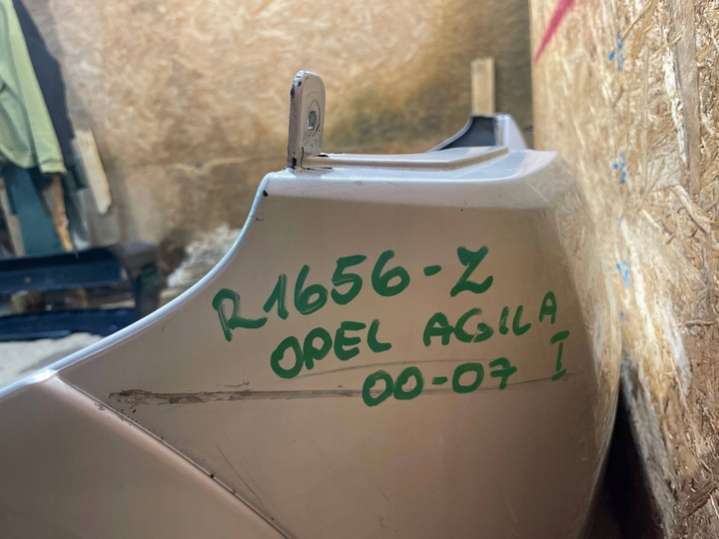 R1656-Z
OPEL AGILA
00-07 I